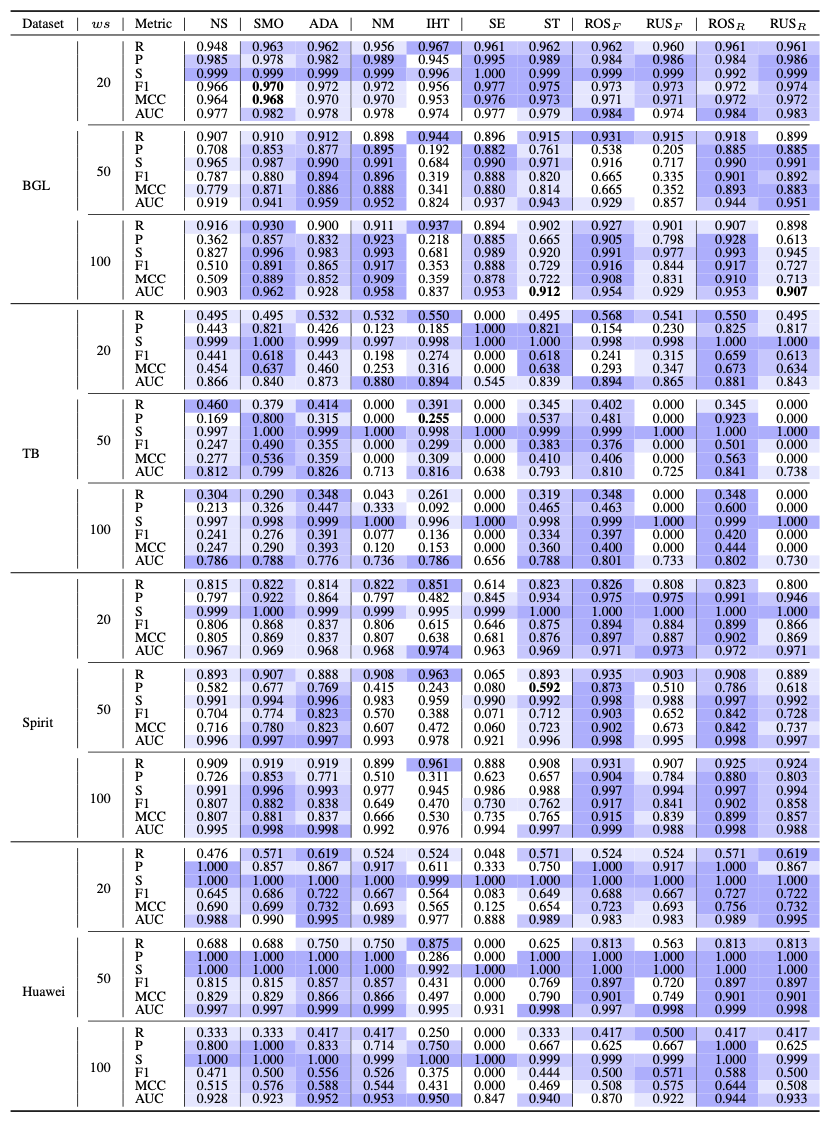 Dataset | ws | Metric | NS | SMO ADA | NM IHT | SE ST | ROS_F RUS_F | ROS_R RUS_R
BGL
20
R 0.948 0.963 0.962 0.956 0.967 0.961 0.962 0.962 0.960 0.961 0.961
P 0.985 0.978 0.982 0.989 0.945 0.995 0.989 0.984 0.986 0.984 0.986
S 0.999 0.999 0.999 0.999 0.996 1.000 0.999 0.999 0.999 0.992 0.999
F1 0.966 0.970 0.972 0.972 0.956 0.977 0.975 0.973 0.973 0.972 0.974
MCC 0.964 0.968 0.970 0.970 0.953 0.976 0.973 0.971 0.971 0.972 0.972
AUC 0.977 0.982 0.978 0.978 0.974 0.977 0.979 0.984 0.974 0.984 0.983
50
R 0.907 0.910 0.912 0.898 0.944 0.896 0.915 0.931 0.915 0.918 0.899
P 0.708 0.853 0.877 0.895 0.192 0.882 0.761 0.538 0.205 0.885 0.885
S 0.965 0.987 0.990 0.991 0.684 0.990 0.971 0.916 0.717 0.990 0.991
F1 0.787 0.880 0.894 0.896 0.319 0.888 0.820 0.665 0.335 0.901 0.892
MCC 0.779 0.871 0.886 0.888 0.341 0.880 0.814 0.665 0.352 0.893 0.883
AUC 0.919 0.941 0.959 0.952 0.824 0.937 0.943 0.929 0.857 0.944 0.951
100
R 0.916 0.930 0.900 0.911 0.937 0.894 0.902 0.927 0.901 0.907 0.898
P 0.362 0.857 0.832 0.923 0.218 0.885 0.665 0.905 0.798 0.928 0.613
S 0.827 0.996 0.983 0.993 0.681 0.989 0.920 0.991 0.977 0.993 0.945
F1 0.510 0.891 0.865 0.917 0.353 0.888 0.729 0.916 0.844 0.917 0.727
MCC 0.509 0.889 0.852 0.909 0.359 0.878 0.722 0.908 0.831 0.910 0.713
AUC 0.903 0.962 0.928 0.958 0.837 0.953 0.912 0.954 0.929 0.953 0.907
TB
20
R 0.495 0.495 0.532 0.532 0.550 0.000 0.495 0.568 0.541 0.550 0.495
P 0.443 0.821 0.426 0.123 0.185 1.000 0.821 0.154 0.230 0.825 0.817
S 0.999 1.000 0.999 0.997 0.998 1.000 1.000 0.998 0.998 1.000 1.000
F1 0.441 0.618 0.443 0.198 0.274 0.000 0.618 0.241 0.315 0.659 0.613
MCC 0.454 0.637 0.460 0.253 0.316 0.000 0.638 0.293 0.347 0.673 0.634
AUC 0.866 0.840 0.873 0.880 0.894 0.545 0.839 0.894 0.865 0.881 0.843
50
R 0.460 0.379 0.414 0.000 0.391 0.000 0.345 0.402 0.000 0.345 0.000
P 0.169 0.800 0.315 0.000 0.255 0.000 0.537 0.481 0.000 0.923 0.000
S 0.997 1.000 0.999 1.000 0.998 1.000 0.999 0.999 1.000 1.000 1.000
F1 0.247 0.490 0.355 0.000 0.299 0.000 0.383 0.376 0.000 0.501 0.000
MCC 0.277 0.536 0.359 0.000 0.309 0.000 0.410 0.406 0.000 0.563 0.000
AUC 0.812 0.799 0.826 0.713 0.816 0.638 0.793 0.810 0.725 0.841 0.738
100
R 0.304 0.290 0.348 0.043 0.261 0.000 0.319 0.348 0.000 0.348 0.000
P 0.213 0.326 0.447 0.333 0.092 0.000 0.465 0.463 0.000 0.600 0.000
S 0.997 0.998 0.999 1.000 0.996 1.000 0.998 0.999 1.000 0.999 1.000
F1 0.241 0.276 0.391 0.077 0.136 0.000 0.334 0.397 0.000 0.420 0.000
MCC 0.247 0.290 0.393 0.120 0.153 0.000 0.360 0.400 0.000 0.444 0.000
AUC 0.786 0.788 0.776 0.736 0.786 0.656 0.788 0.801 0.733 0.802 0.730
Spirit
20
R 0.815 0.822 0.814 0.822 0.851 0.614 0.823 0.826 0.808 0.823 0.800
P 0.797 0.922 0.864 0.797 0.482 0.845 0.934 0.975 0.975 0.991 0.946
S 0.999 1.000 0.999 0.999 0.995 0.999 1.000 1.000 1.000 1.000 1.000
F1 0.806 0.868 0.837 0.806 0.615 0.646 0.875 0.894 0.884 0.899 0.866
MCC 0.805 0.869 0.837 0.807 0.638 0.681 0.876 0.897 0.887 0.902 0.869
AUC 0.967 0.969 0.968 0.968 0.974 0.963 0.969 0.971 0.973 0.972 0.971
50
R 0.893 0.907 0.888 0.908 0.963 0.065 0.893 0.935 0.903 0.908 0.889
P 0.582 0.677 0.769 0.415 0.243 0.080 0.592 0.873 0.510 0.786 0.618
S 0.991 0.994 0.996 0.983 0.959 0.990 0.992 0.998 0.988 0.997 0.992
F1 0.704 0.774 0.823 0.570 0.388 0.071 0.712 0.903 0.652 0.842 0.728
MCC 0.716 0.780 0.823 0.607 0.472 0.060 0.723 0.902 0.673 0.842 0.737
AUC 0.996 0.997 0.997 0.993 0.978 0.921 0.996 0.998 0.995 0.998 0.997
100
R 0.909 0.919 0.919 0.899 0.961 0.888 0.908 0.931 0.907 0.925 0.924
P 0.726 0.853 0.771 0.510 0.311 0.623 0.657 0.904 0.784 0.880 0.803
S 0.991 0.996 0.993 0.977 0.945 0.986 0.988 0.997 0.994 0.997 0.994
F1 0.807 0.882 0.838 0.649 0.470 0.730 0.762 0.917 0.841 0.902 0.858
MCC 0.807 0.881 0.837 0.666 0.530 0.735 0.765 0.915 0.839 0.899 0.857
AUC 0.995 0.998 0.998 0.992 0.976 0.994 0.997 0.999 0.988 0.998 0.988
Huawei
20
R 0.476 0.571 0.619 0.524 0.524 0.048 0.571 0.524 0.524 0.571 0.619
P 1.000 0.857 0.867 0.917 0.611 0.333 0.750 1.000 0.917 1.000 0.867
S 1.000 1.000 1.000 1.000 0.999 1.000 1.000 1.000 1.000 1.000 1.000
F1 0.645 0.686 0.722 0.667 0.564 0.083 0.649 0.688 0.667 0.727 0.722
MCC 0.690 0.699 0.732 0.693 0.565 0.125 0.654 0.723 0.693 0.756 0.732
AUC 0.988 0.990 0.995 0.989 0.977 0.888 0.989 0.983 0.983 0.989 0.995
50
R 0.688 0.688 0.750 0.750 0.875 0.000 0.625 0.813 0.563 0.813 0.813
P 1.000 1.000 1.000 1.000 0.286 0.000 1.000 1.000 1.000 1.000 1.000
S 1.000 1.000 1.000 1.000 0.992 1.000 1.000 1.000 1.000 1.000 1.000
F1 0.815 0.815 0.857 0.857 0.431 0.000 0.769 0.897 0.720 0.897 0.897
MCC 0.829 0.829 0.866 0.866 0.497 0.000 0.790 0.901 0.749 0.901 0.901
AUC 0.997 0.997 0.999 0.999 0.995 0.931 0.998 0.997 0.998 0.999 0.998
100
R 0.333 0.333 0.417 0.417 0.250 0.000 0.333 0.417 0.500 0.417 0.417
P 0.800 1.000 0.833 0.714 0.750 0.000 0.667 0.625 0.667 1.000 0.625
S 1.000 1.000 1.000 0.999 1.000 1.000 0.999 0.999 0.999 1.000 0.999
F1 0.471 0.500 0.556 0.526 0.375 0.000 0.444 0.500 0.571 0.588 0.500
MCC 0.515 0.576 0.588 0.544 0.431 0.000 0.469 0.508 0.575 0.644 0.508
AUC 0.928 0.923 0.952 0.953 0.950 0.847 0.940 0.870 0.922 0.944 0.933